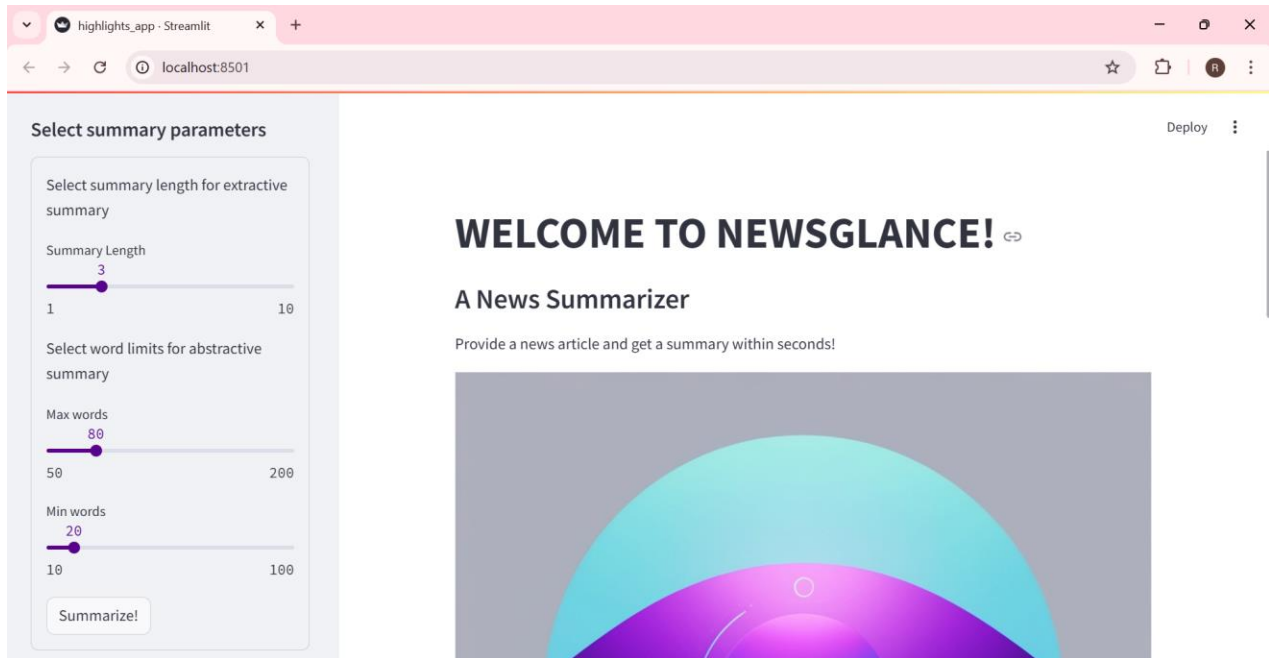 highlights_app · Streamlit
localhost:8501
R
Select summary parameters
Deploy
Select summary length for extractive
summary
Summary Length
3
1 10
Select word limits for abstractive
summary
Max words
80
50 200
Min words
20
10 100
Summarize!
WELCOME TO NEWSGLANCE!
A News Summarizer
Provide a news article and get a summary within seconds!